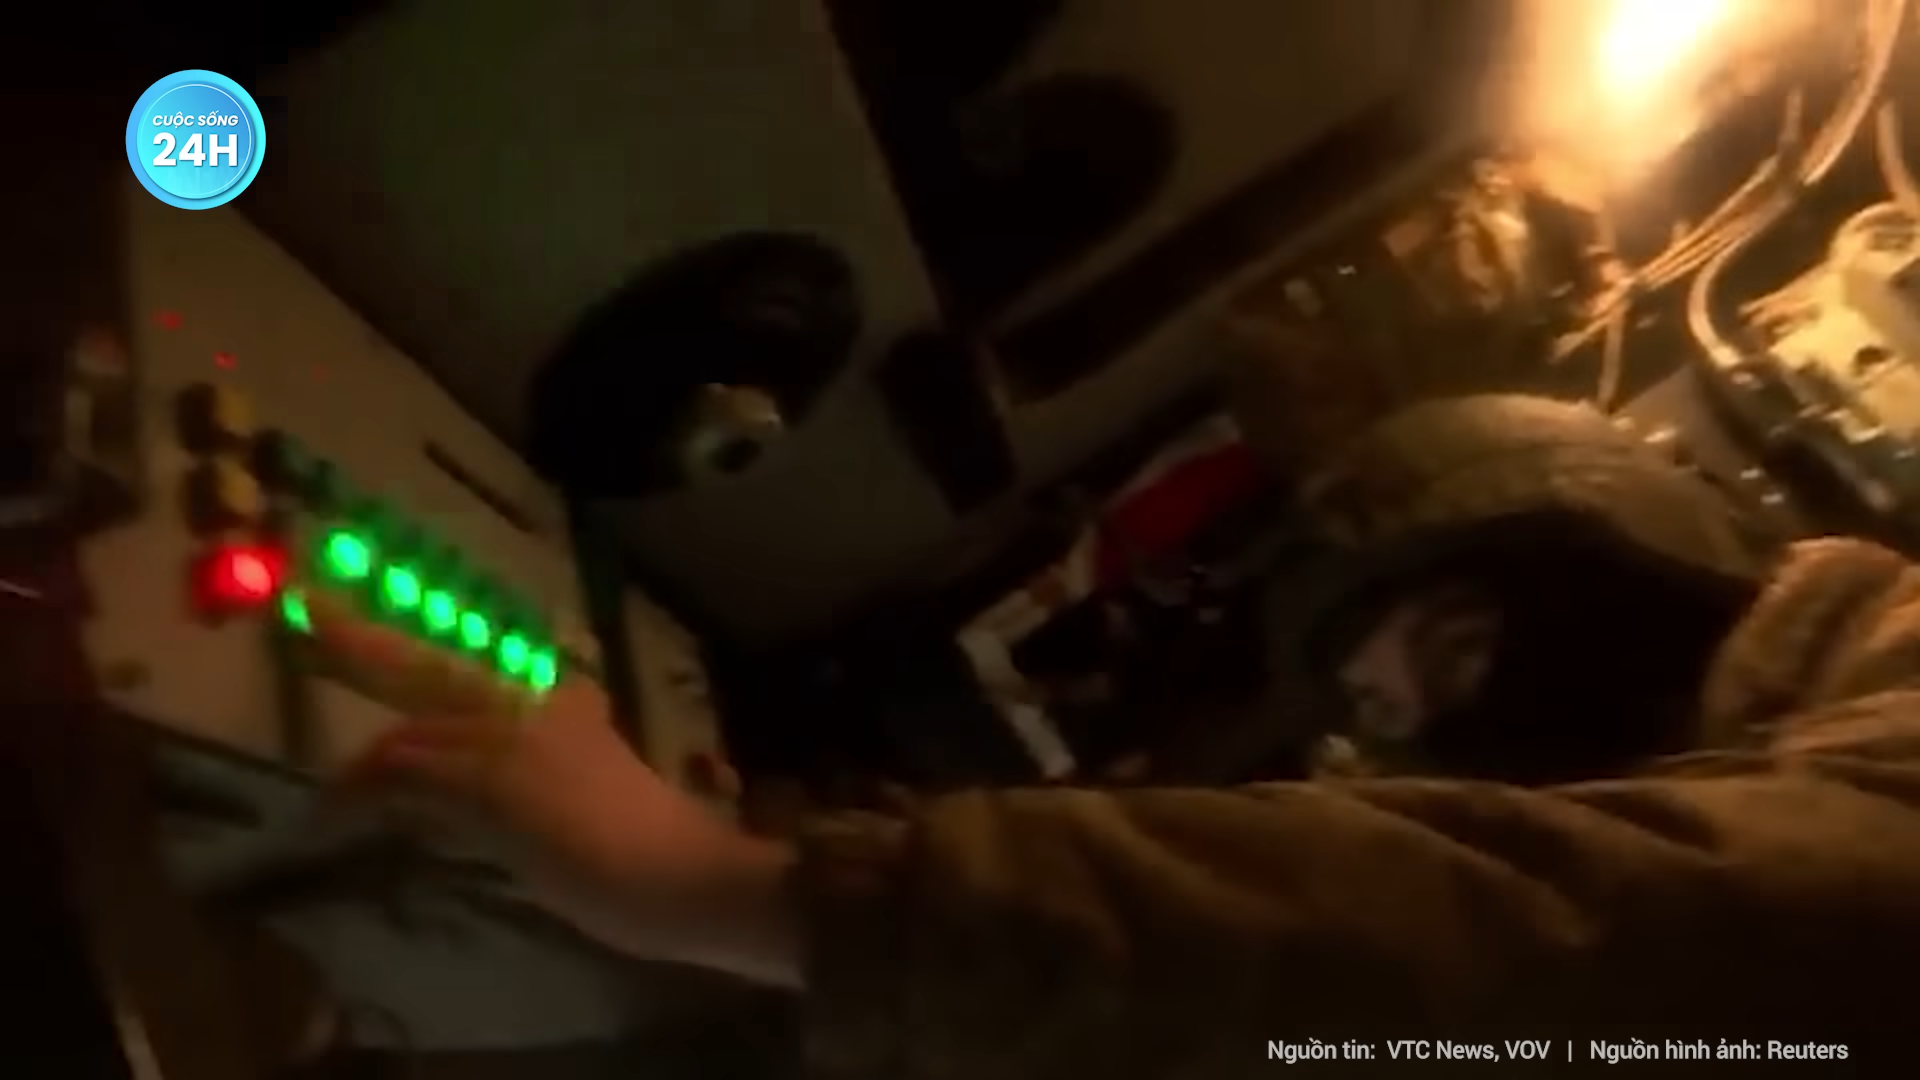 CUỘC SỐNG
24H
Nguồn tin: VTC News, VOV | Nguồn hình ảnh: Reuters